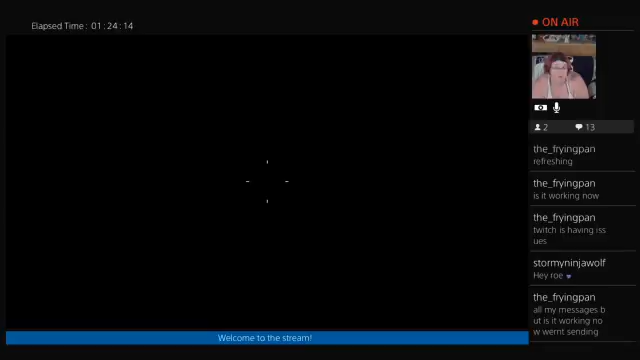 Elapsed Time : 01:24:14
ON AIR
2
13
the_fryingpan
refreshing
the_fryingpan
is it working now
the_fryingpan
twitch is having iss
ues
stormyninjawolf
Hey roe
the_fryingpan
all my messages b
ut is it working no
w wernt sending
Welcome to the stream!